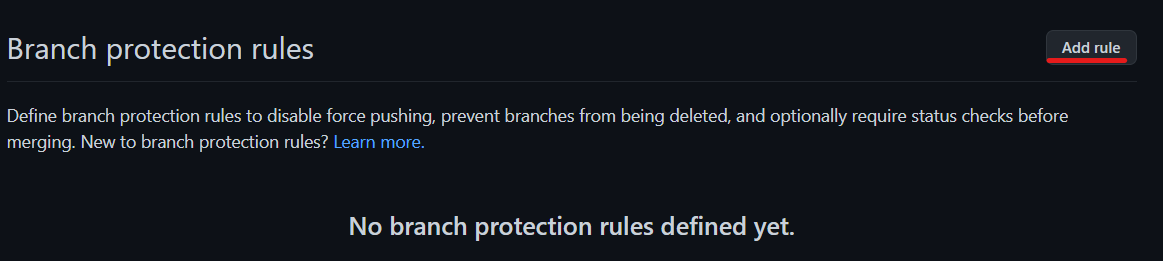 Branch protection rules
Add rule
Define branch protection rules to disable force pushing, prevent branches from being deleted, and optionally require status checks before
merging. New to branch protection rules? Learn more.
No branch protection rules defined yet.